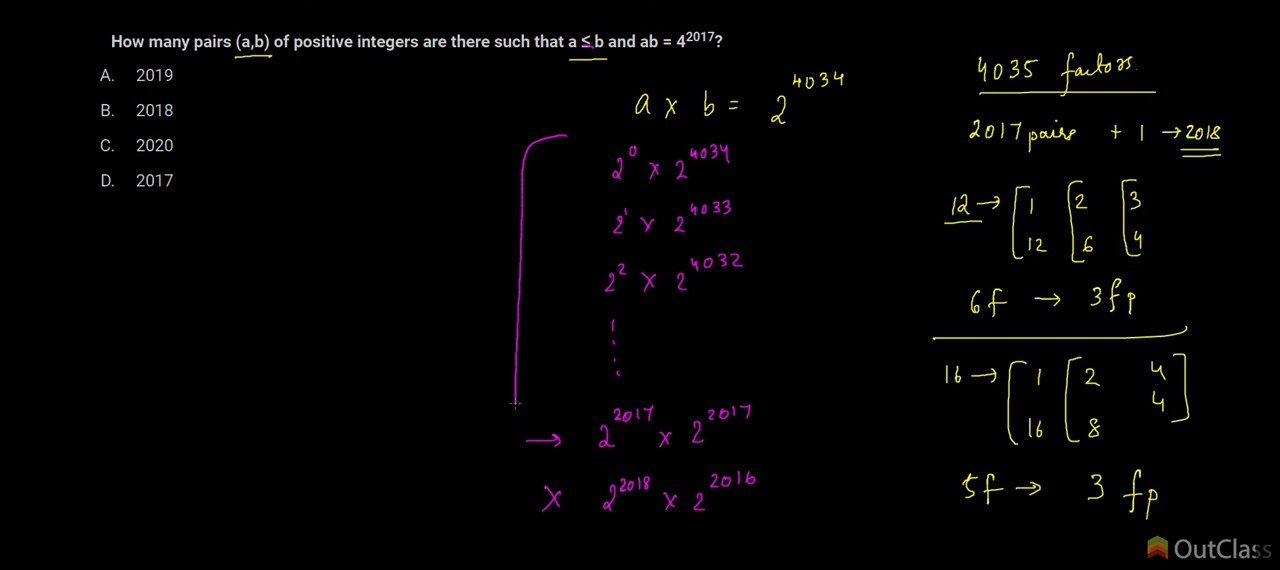 How many pairs (a,b) of positive integers are there such that a ≤ b and ab = 4^2017?
A. 2019
B. 2018
C. 2020
D. 2017
a × b = 2^4034
2^0 × 2^4034
2^1 × 2^4033
2^2 × 2^4032
→ 2^2017 × 2^2017
X 2^2018 × 2^2016
4035 factors
2017 pairs + 1 → 2018
12 → [1 [2 [3
12 6 4
6f → 3fp
16 → [1 [2 4]
16 8 4
5f → 3 fp
OutClass